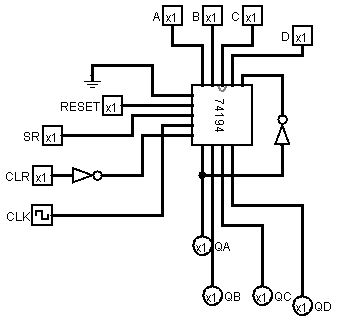 A x1 B x1 C x1
D x1
RESET x1
74194
SR x1
CLR x1
CLK
x1 QA
x1 QB x1 QC x1 QD